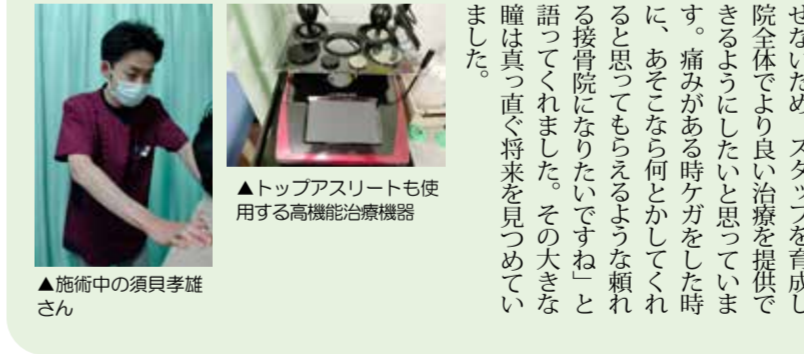 せないため、スタッフを育成し
院全体でより良い治療を提供で
きるようにしたいと思っていま
す。痛みがある時ケガをした時
に、あそこなら何とかしてくれ
ると思ってもらえるような頼れ
る接骨院になりたいですね」と
語ってくれました。その大きな
瞳は真っ直ぐ将来を見つめてい
ました。
▲トップアスリートも使
用する高機能治療機器
▲施術中の須貝孝雄
さん